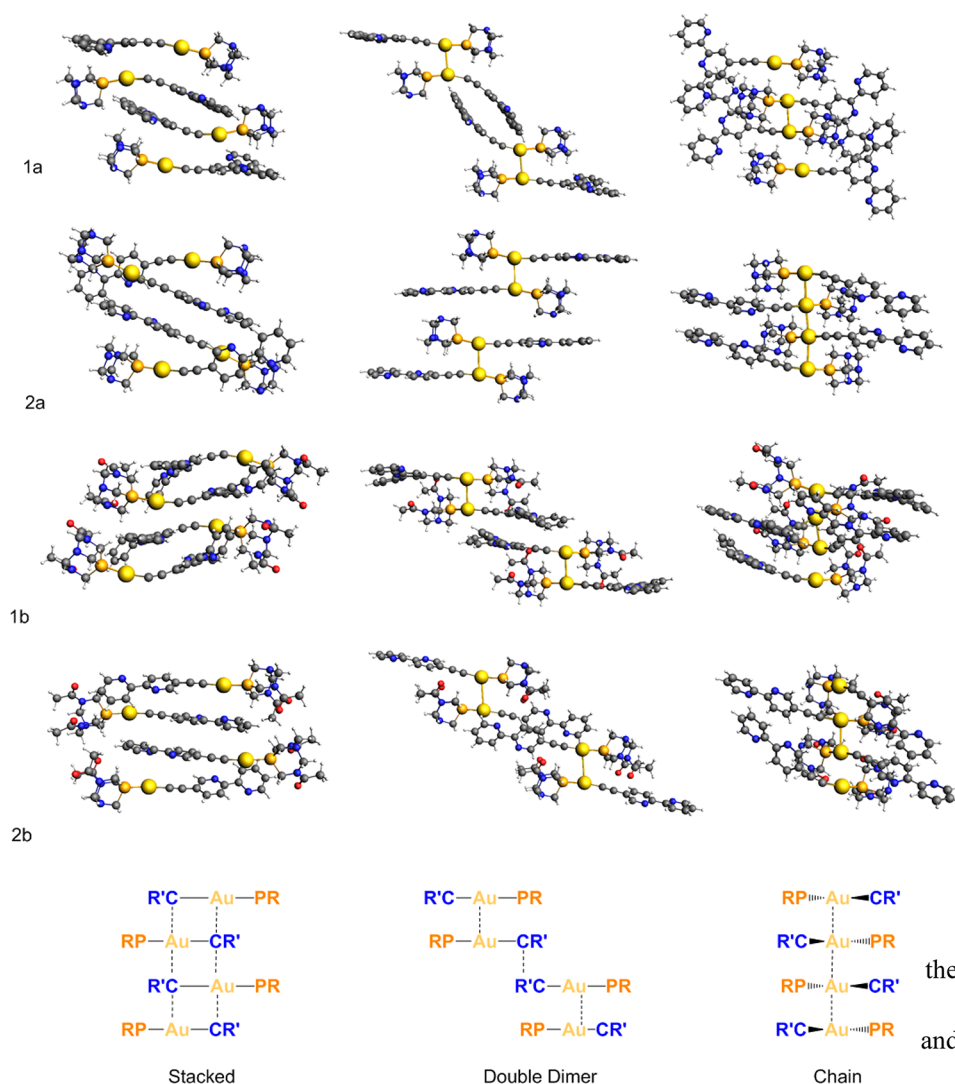 1a
2a
1b
2b
R'C Au PR R'C Au PR RP Au CR'
RP Au CR' RP Au CR' R'C Au PR
the
R'C Au PR R'C Au PR RP Au CR'
RP Au CR' RP Au CR' R'C Au PR
and
Stacked Double Dimer Chain